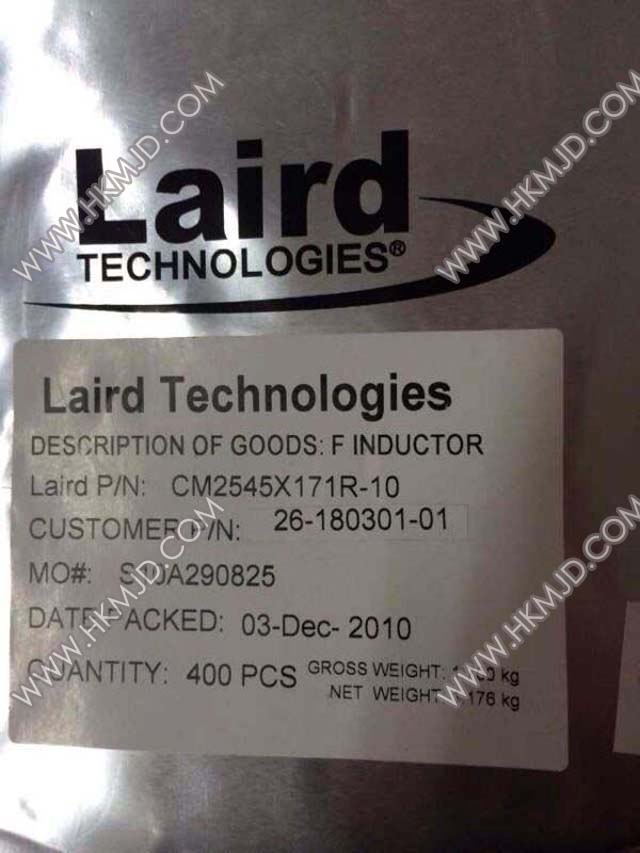 Laird
TECHNOLOGIES®
Laird Technologies
DESCRIPTION OF GOODS: F INDUCTOR
Laird P/N: CM2545X171R-10
CUSTOMER P/N: 26-180301-01
MO#:
DATE 03-Dec- 2010
QUANTITY: 400 PCS
GROSS WEIGHT: kg
NET WEIGHT: kg
WWW.HKMJD.COM
WWW.HKMJD.COM
WWW.HKMJD.COM
WWW.HKMJD.COM